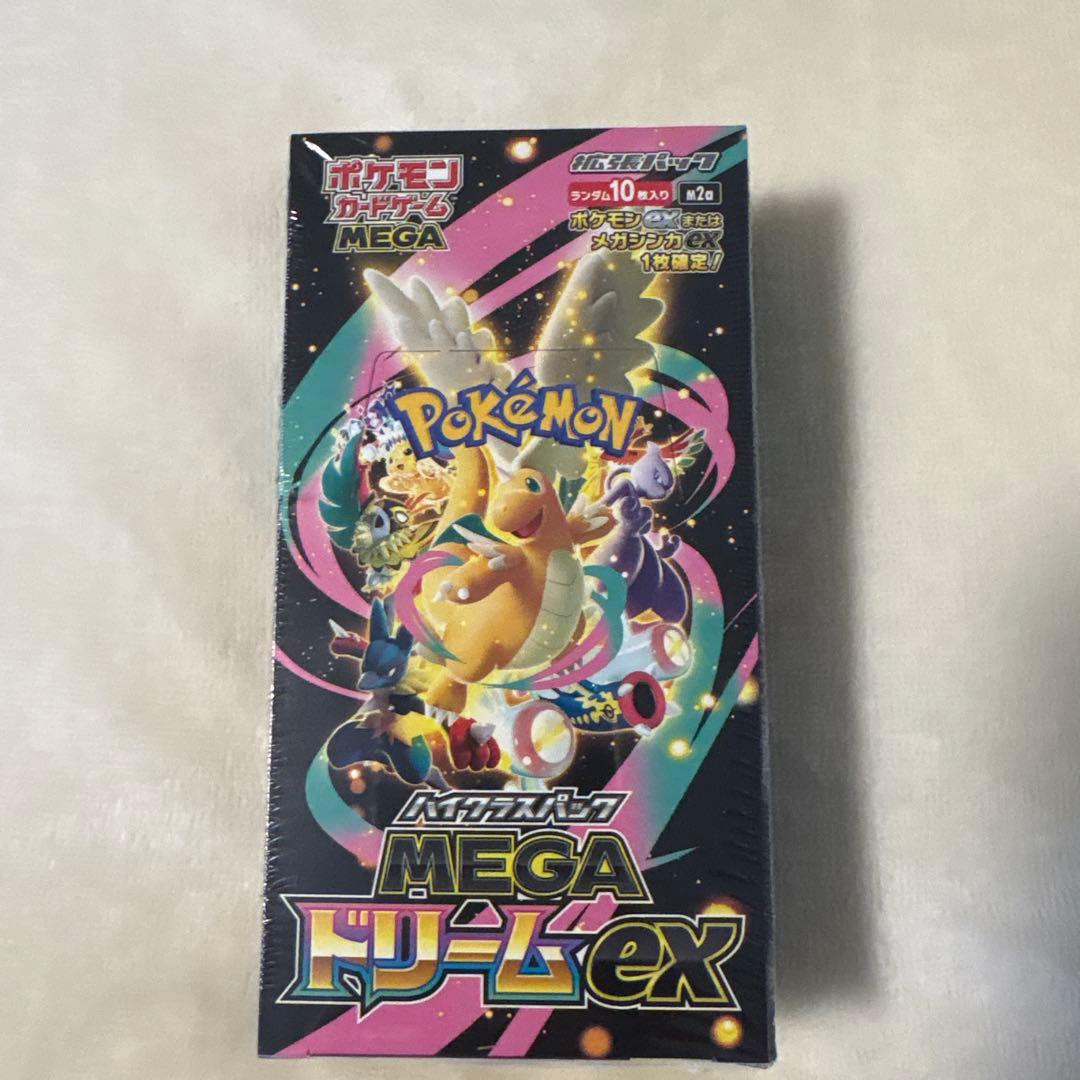 ポケモン
カードゲーム
MEGA
拡張パック
ランダム10枚入り M2a
ポケモンexまたは
メガシンカex
1枚確定!
POKéMON
ハイクラスパック
MEGA
ドリームex